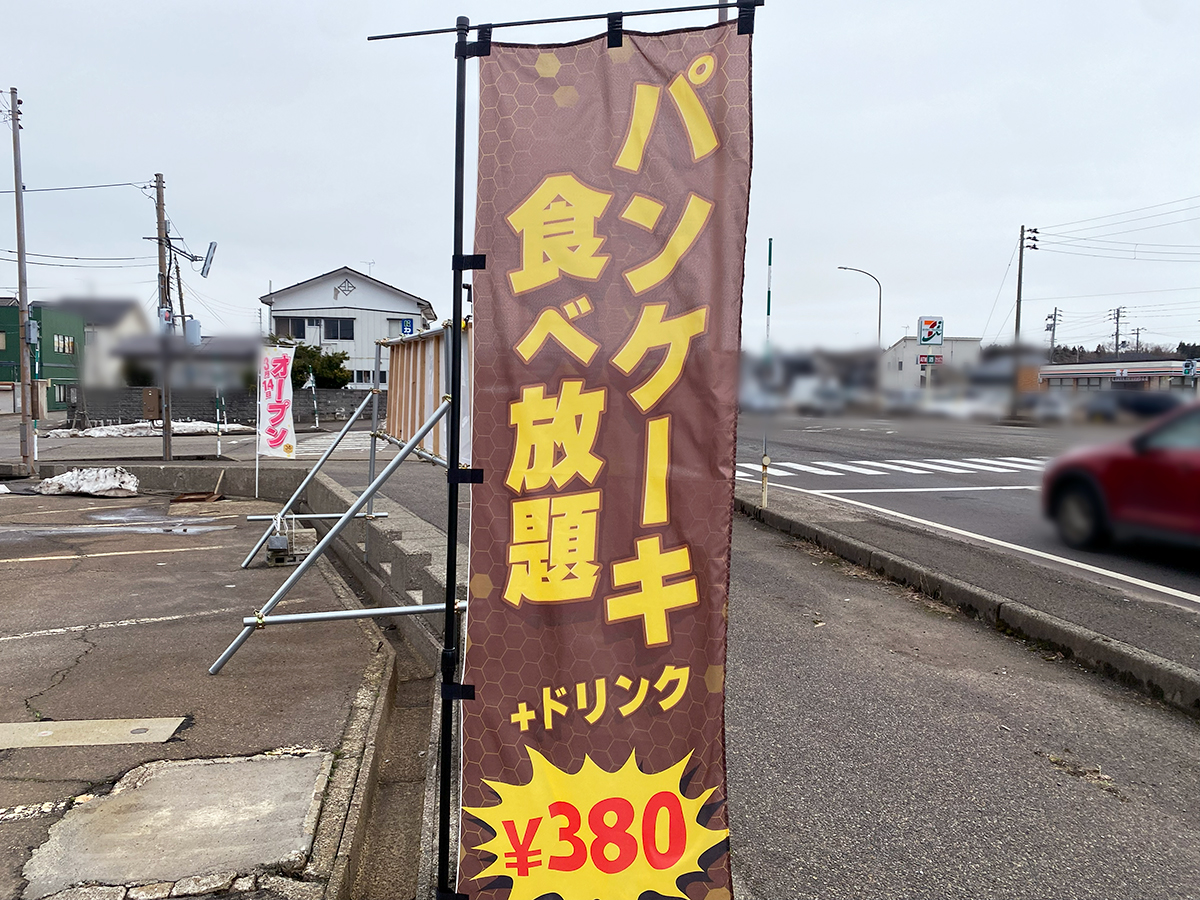 パンケーキ
食べ放題
+ドリンク
¥380
オープン